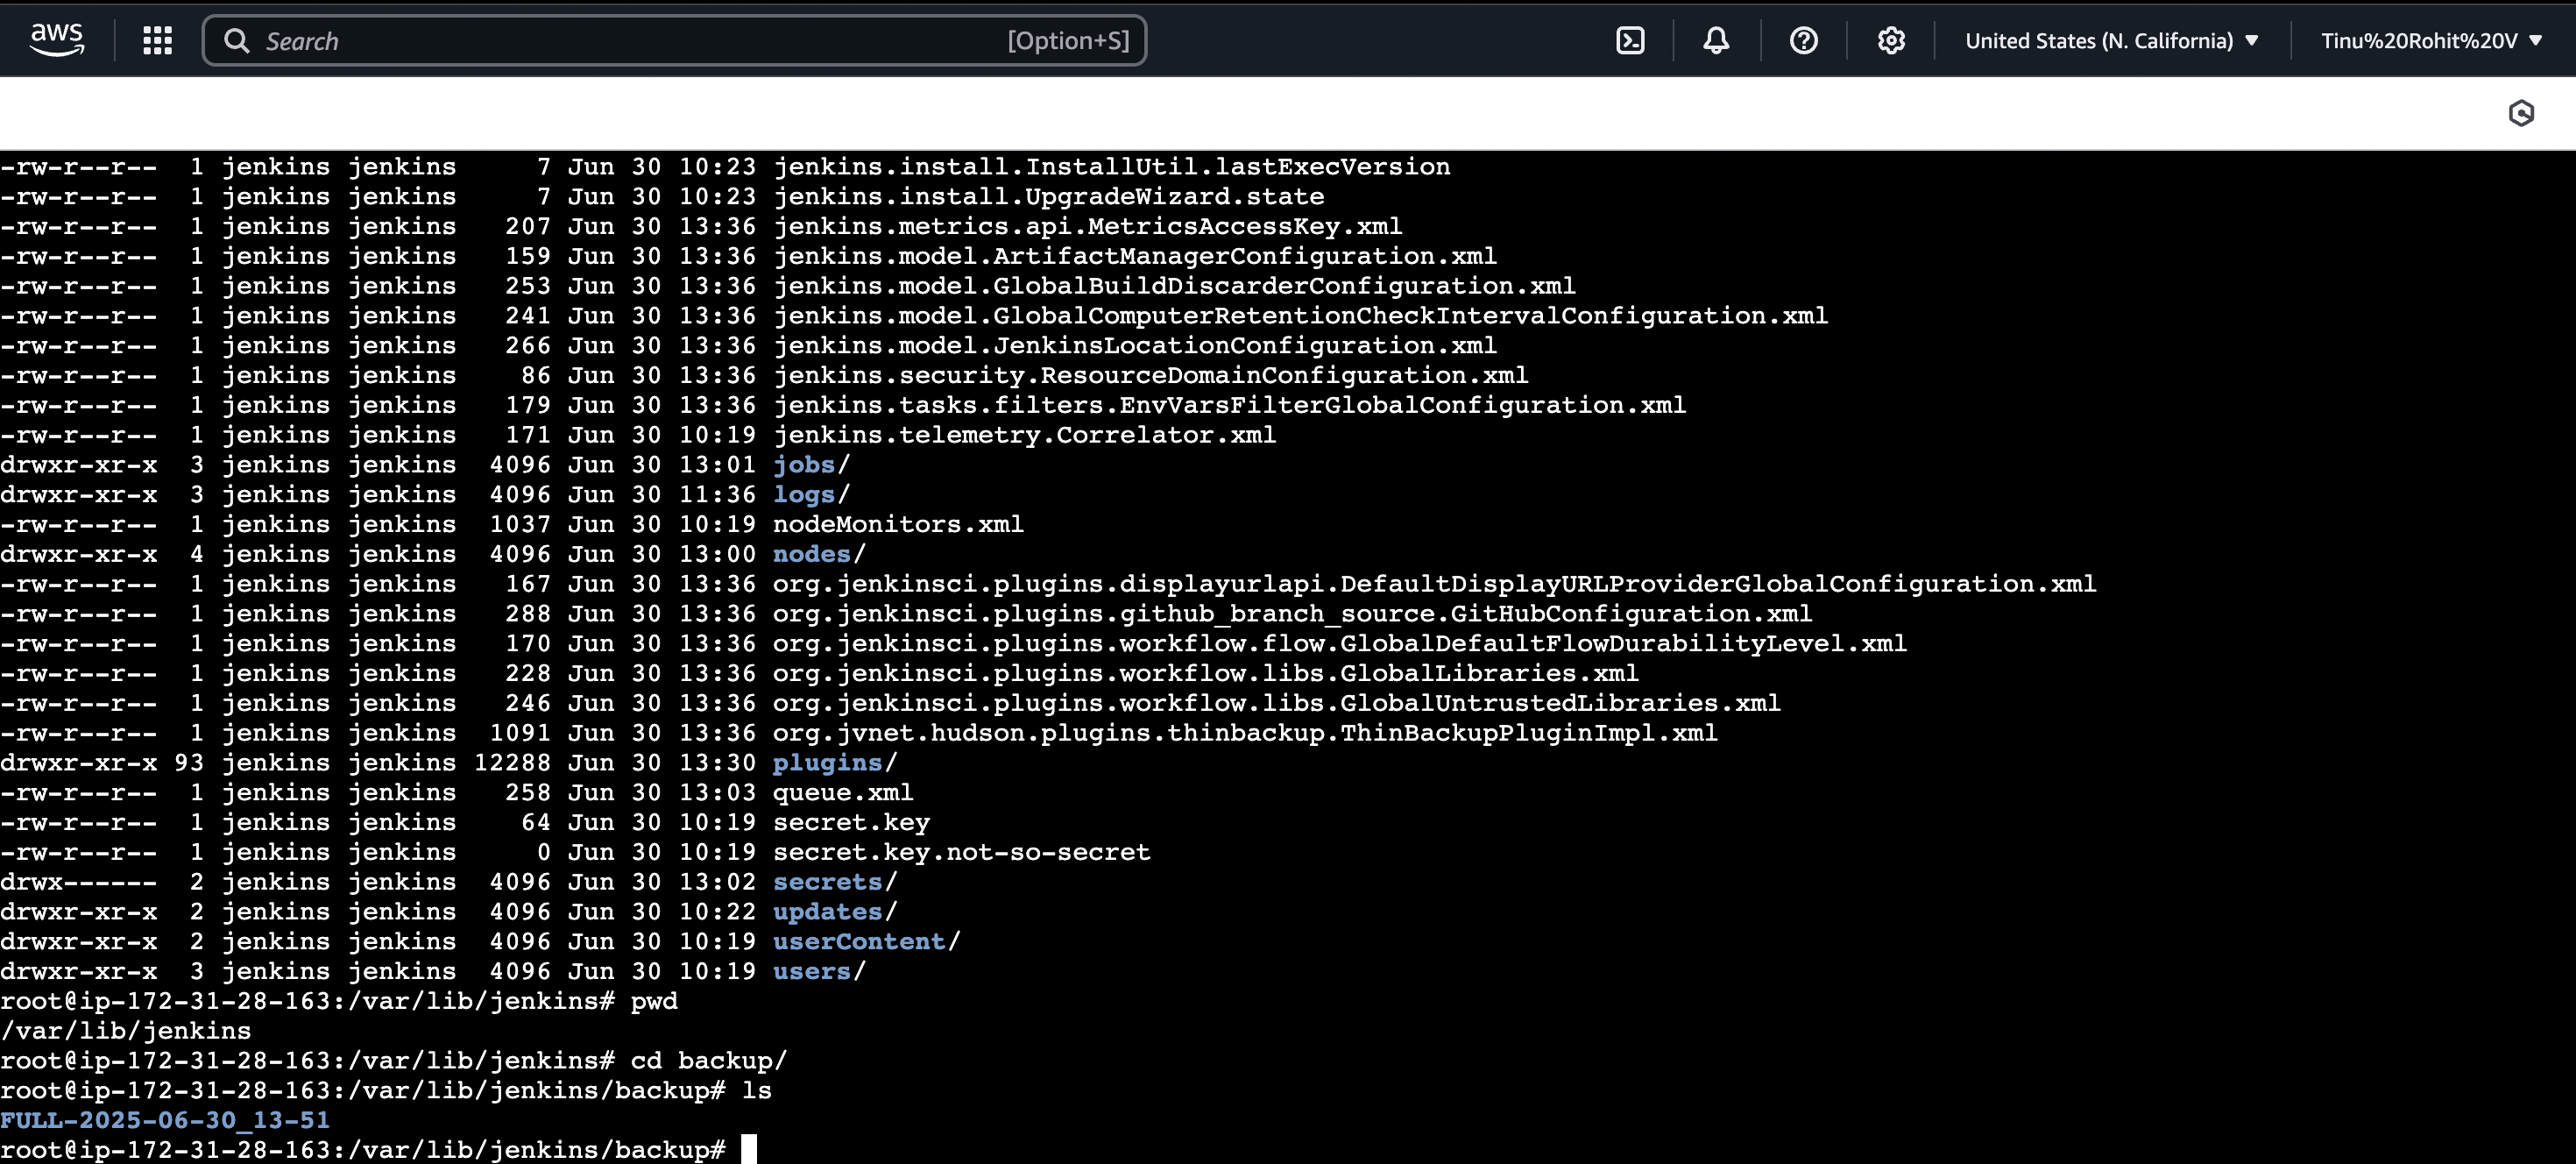 aws
Search [Option+S] United States (N. California) Tinu%20Rohit%20V
-rw-r--r--  1 jenkins jenkins     7 Jun 30 10:23 jenkins.install.InstallUtil.lastExecVersion
-rw-r--r--  1 jenkins jenkins     7 Jun 30 10:23 jenkins.install.UpgradeWizard.state
-rw-r--r--  1 jenkins jenkins   207 Jun 30 13:36 jenkins.metrics.api.MetricsAccessKey.xml
-rw-r--r--  1 jenkins jenkins   159 Jun 30 13:36 jenkins.model.ArtifactManagerConfiguration.xml
-rw-r--r--  1 jenkins jenkins   253 Jun 30 13:36 jenkins.model.GlobalBuildDiscarderConfiguration.xml
-rw-r--r--  1 jenkins jenkins   241 Jun 30 13:36 jenkins.model.GlobalComputerRetentionCheckIntervalConfiguration.xml
-rw-r--r--  1 jenkins jenkins   266 Jun 30 13:36 jenkins.model.JenkinsLocationConfiguration.xml
-rw-r--r--  1 jenkins jenkins    86 Jun 30 13:36 jenkins.security.ResourceDomainConfiguration.xml
-rw-r--r--  1 jenkins jenkins   179 Jun 30 13:36 jenkins.tasks.filters.EnvVarsFilterGlobalConfiguration.xml
-rw-r--r--  1 jenkins jenkins   171 Jun 30 10:19 jenkins.telemetry.Correlator.xml
drwxr-xr-x  3 jenkins jenkins  4096 Jun 30 13:01 jobs/
drwxr-xr-x  3 jenkins jenkins  4096 Jun 30 11:36 logs/
-rw-r--r--  1 jenkins jenkins  1037 Jun 30 10:19 nodeMonitors.xml
drwxr-xr-x  4 jenkins jenkins  4096 Jun 30 13:00 nodes/
-rw-r--r--  1 jenkins jenkins   167 Jun 30 13:36 org.jenkinsci.plugins.displayurlapi.DefaultDisplayURLProviderGlobalConfiguration.xml
-rw-r--r--  1 jenkins jenkins   288 Jun 30 13:36 org.jenkinsci.plugins.github_branch_source.GitHubConfiguration.xml
-rw-r--r--  1 jenkins jenkins   170 Jun 30 13:36 org.jenkinsci.plugins.workflow.flow.GlobalDefaultFlowDurabilityLevel.xml
-rw-r--r--  1 jenkins jenkins   228 Jun 30 13:36 org.jenkinsci.plugins.workflow.libs.GlobalLibraries.xml
-rw-r--r--  1 jenkins jenkins   246 Jun 30 13:36 org.jenkinsci.plugins.workflow.libs.GlobalUntrustedLibraries.xml
-rw-r--r--  1 jenkins jenkins  1091 Jun 30 13:36 org.jvnet.hudson.plugins.thinbackup.ThinBackupPluginImpl.xml
drwxr-xr-x 93 jenkins jenkins 12288 Jun 30 13:30 plugins/
-rw-r--r--  1 jenkins jenkins   258 Jun 30 13:03 queue.xml
-rw-r--r--  1 jenkins jenkins    64 Jun 30 10:19 secret.key
-rw-r--r--  1 jenkins jenkins     0 Jun 30 10:19 secret.key.not-so-secret
drwx------  2 jenkins jenkins  4096 Jun 30 13:02 secrets/
drwxr-xr-x  2 jenkins jenkins  4096 Jun 30 10:22 updates/
drwxr-xr-x  2 jenkins jenkins  4096 Jun 30 10:19 userContent/
drwxr-xr-x  3 jenkins jenkins  4096 Jun 30 10:19 users/
root@ip-172-31-28-163:/var/lib/jenkins# pwd
/var/lib/jenkins
root@ip-172-31-28-163:/var/lib/jenkins# cd backup/
root@ip-172-31-28-163:/var/lib/jenkins/backup# ls
FULL-2025-06-30_13-51
root@ip-172-31-28-163:/var/lib/jenkins/backup#